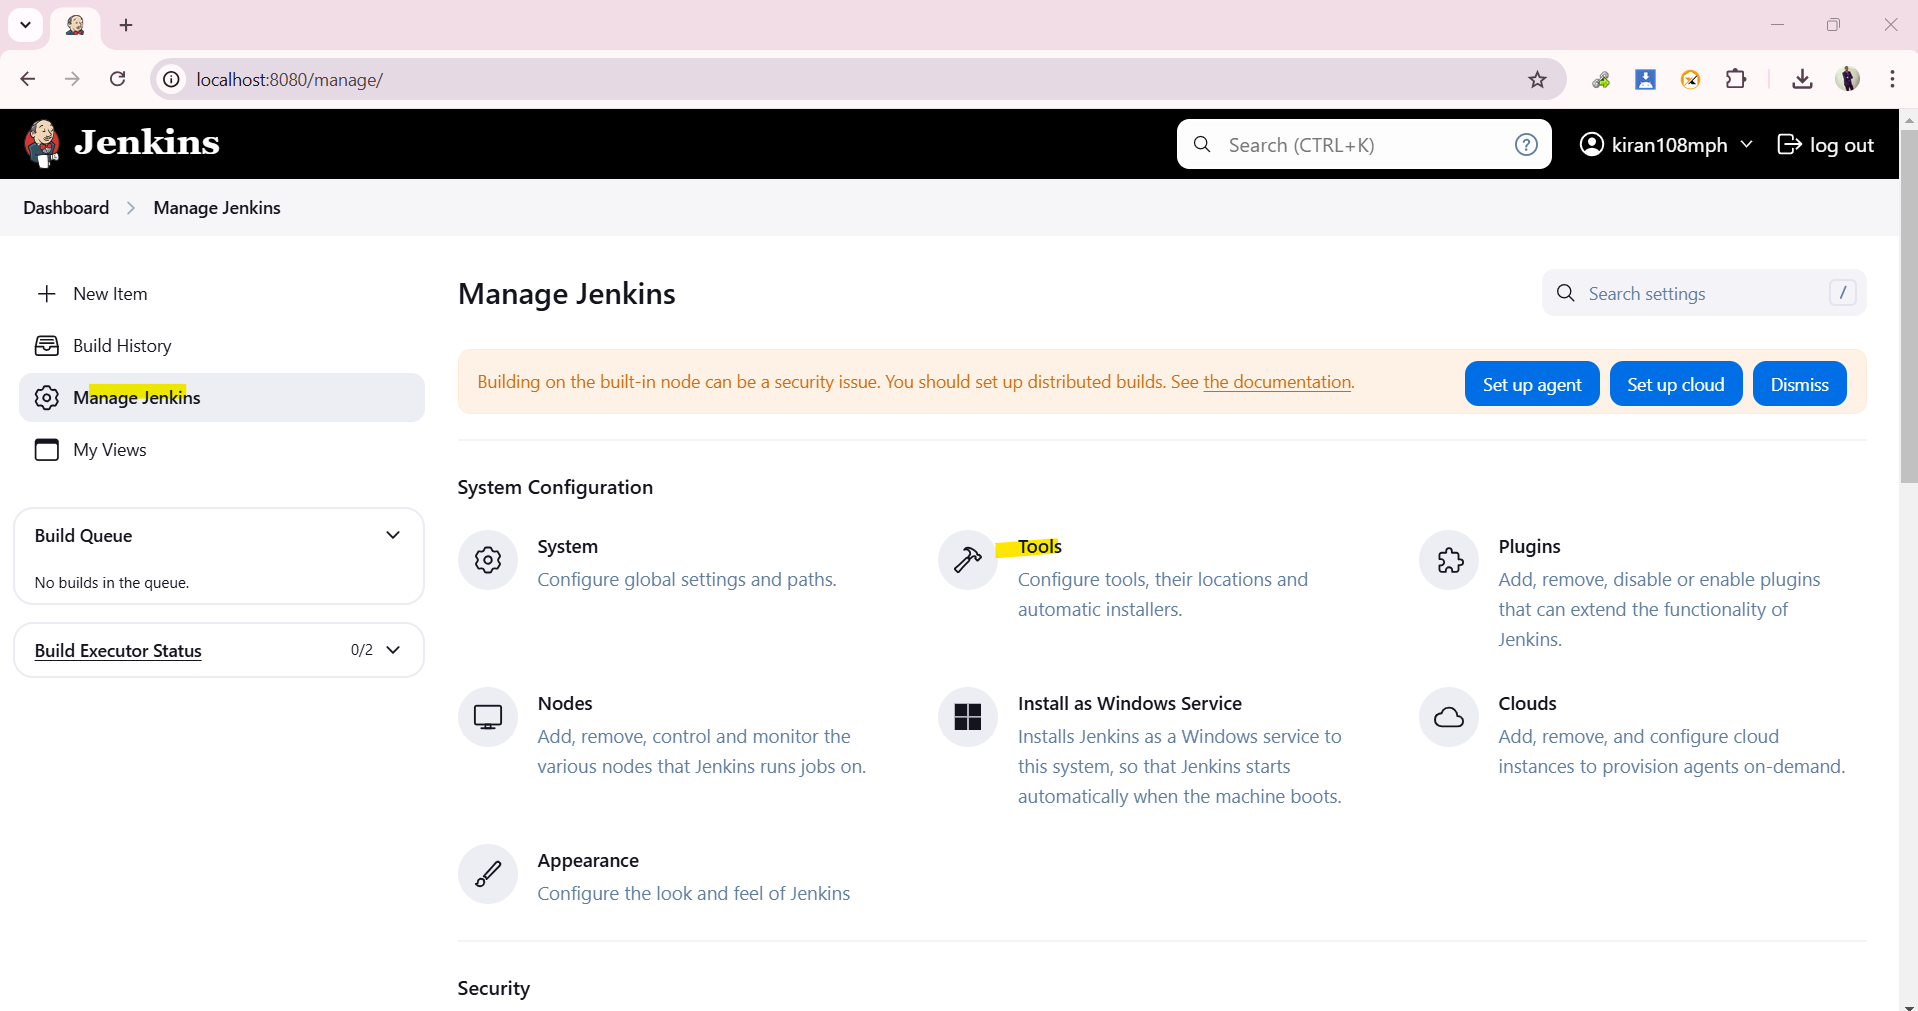 localhost:8080/manage/
Jenkins
Search (CTRL+K)
?
kiran108mph
log out
Dashboard
Manage Jenkins
New Item
Build History
Manage Jenkins
My Views
Build Queue
No builds in the queue.
Build Executor Status
0/2
Manage Jenkins
Search settings
/
Building on the built-in node can be a security issue. You should set up distributed builds. See the documentation.
Set up agent
Set up cloud
Dismiss
System Configuration
System
Configure global settings and paths.
Tools
Configure tools, their locations and
automatic installers.
Plugins
Add, remove, disable or enable plugins
that can extend the functionality of
Jenkins.
Nodes
Add, remove, control and monitor the
various nodes that Jenkins runs jobs on.
Install as Windows Service
Installs Jenkins as a Windows service to
this system, so that Jenkins starts
automatically when the machine boots.
Clouds
Add, remove, and configure cloud
instances to provision agents on-demand.
Appearance
Configure the look and feel of Jenkins
Security